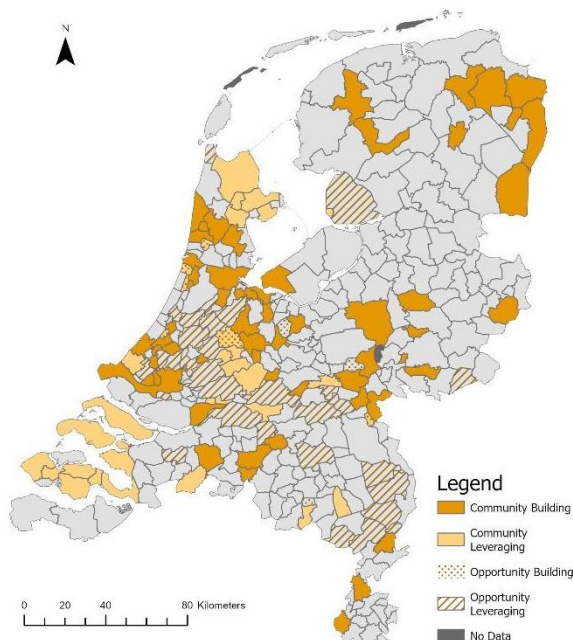 N
Legend
Community Building
Community
Leveraging
Opportunity Building
Opportunity
Leveraging
No Data
0 20 40 80 Kilometers